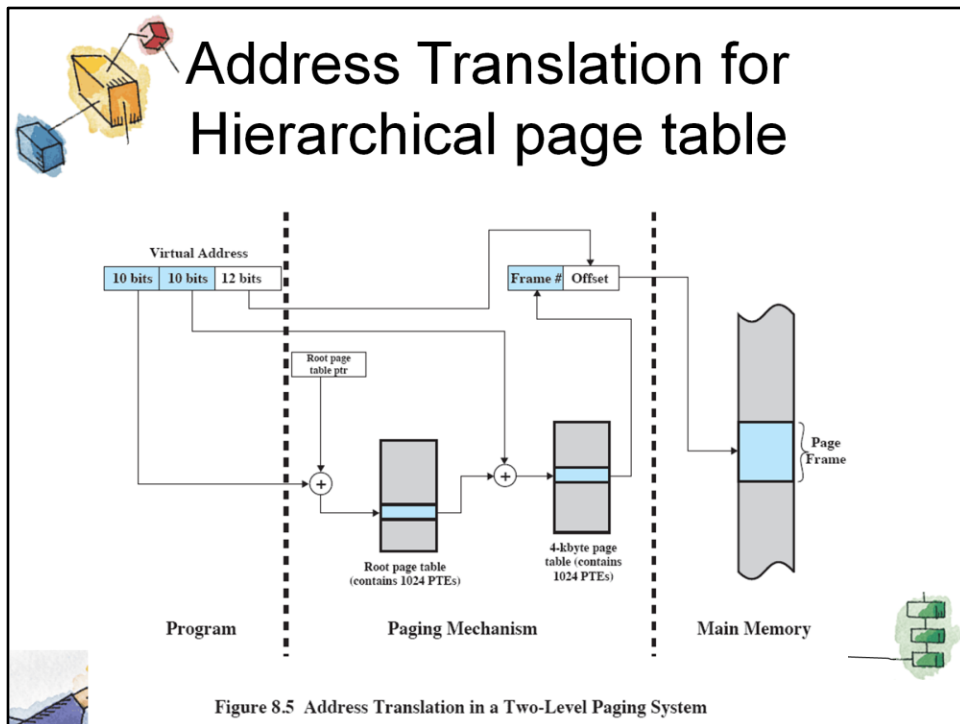 Address Translation for
Hierarchical page table
Virtual Address
10 bits 10 bits 12 bits
Frame # Offset
Root page
table ptr
+
+
Page
Frame
Root page table
(contains 1024 PTEs)
4-kbyte page
table (contains
1024 PTEs)
Program
Paging Mechanism
Main Memory
Figure 8.5 Address Translation in a Two-Level Paging System